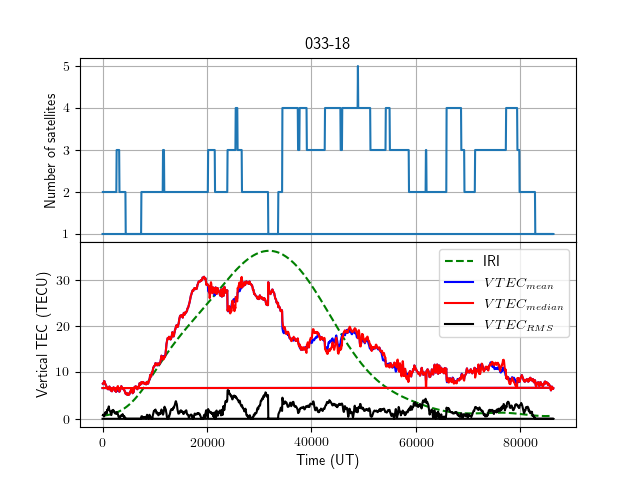 033-18
Number of satellites
5
4
3
2
1
Vertical TEC (TECU)
30
20
10
0
IRI
VTEC_mean
VTEC_median
VTEC_RMS
0 20000 40000 60000 80000
Time (UT)